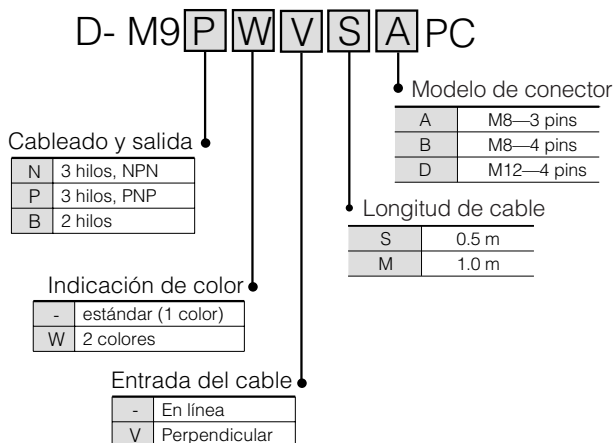 D- M9 P W V S A PC
Modelo de conector
A M8—3 pins
B M8—4 pins
D M12—4 pins
Cableado y salida
N 3 hilos, NPN
P 3 hilos, PNP
B 2 hilos
Longitud de cable
S 0.5 m
M 1.0 m
Indicación de color
- estándar (1 color)
W 2 colores
Entrada del cable
- En línea
V Perpendicular